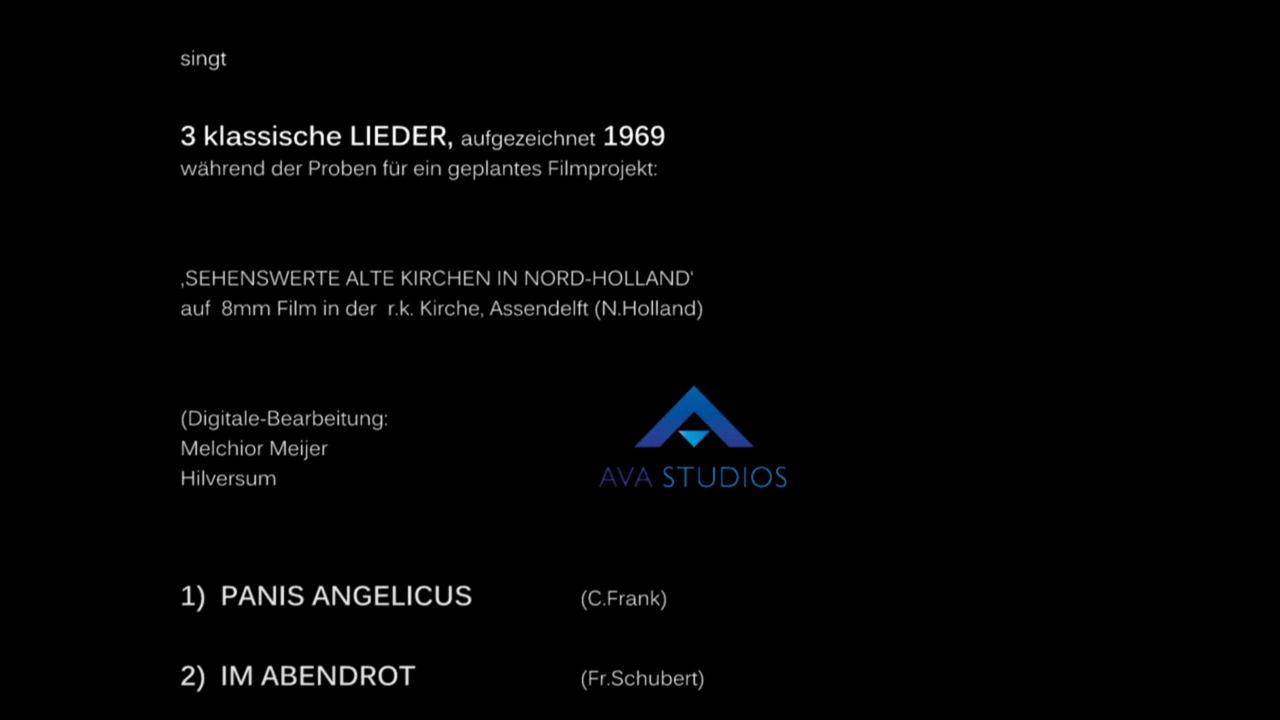 singt
3 klassische LIEDER, aufgezeichnet 1969
während der Proben für ein geplantes Filmprojekt:
‚SEHENSWERTE ALTE KIRCHEN IN NORD-HOLLAND‘
auf 8mm Film in der r.k. Kirche, Assendelft (N.Holland)
(Digitale-Bearbeitung:
Melchior Meijer
Hilversum
AVA STUDIOS
1) PANIS ANGELICUS (C.Frank)
2) IM ABENDROT (Fr.Schubert)